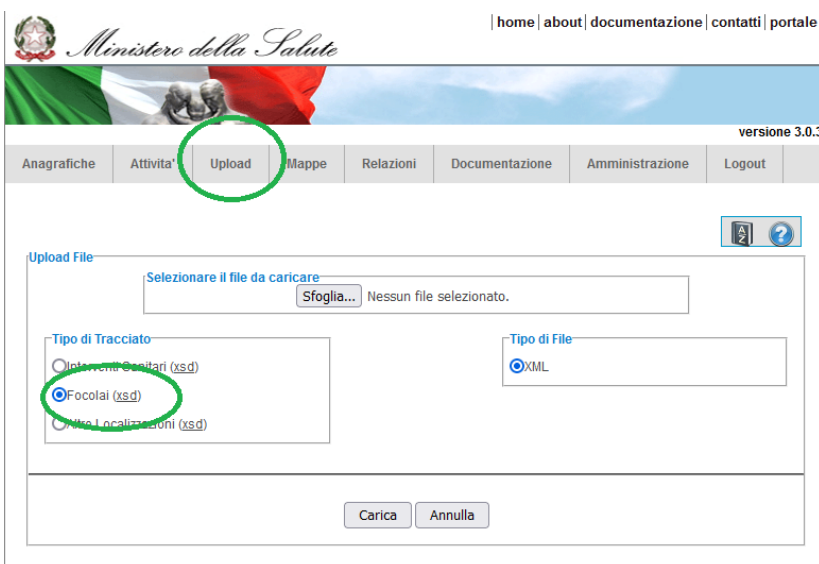 home | about | documentazione | contatti | portale
Ministero della Salute
versione 3.0.3
Anagrafiche Attivita' Upload Mappe Relazioni Documentazione Amministrazione Logout
A
Z
?
Upload File
Selezionare il file da caricare
Sfoglia... Nessun file selezionato.
Tipo di Tracciato
Interventi Sanitari (xsd)
Focolai (xsd)
Altre Localizzazioni (xsd)
Tipo di File
XML
Carica Annulla